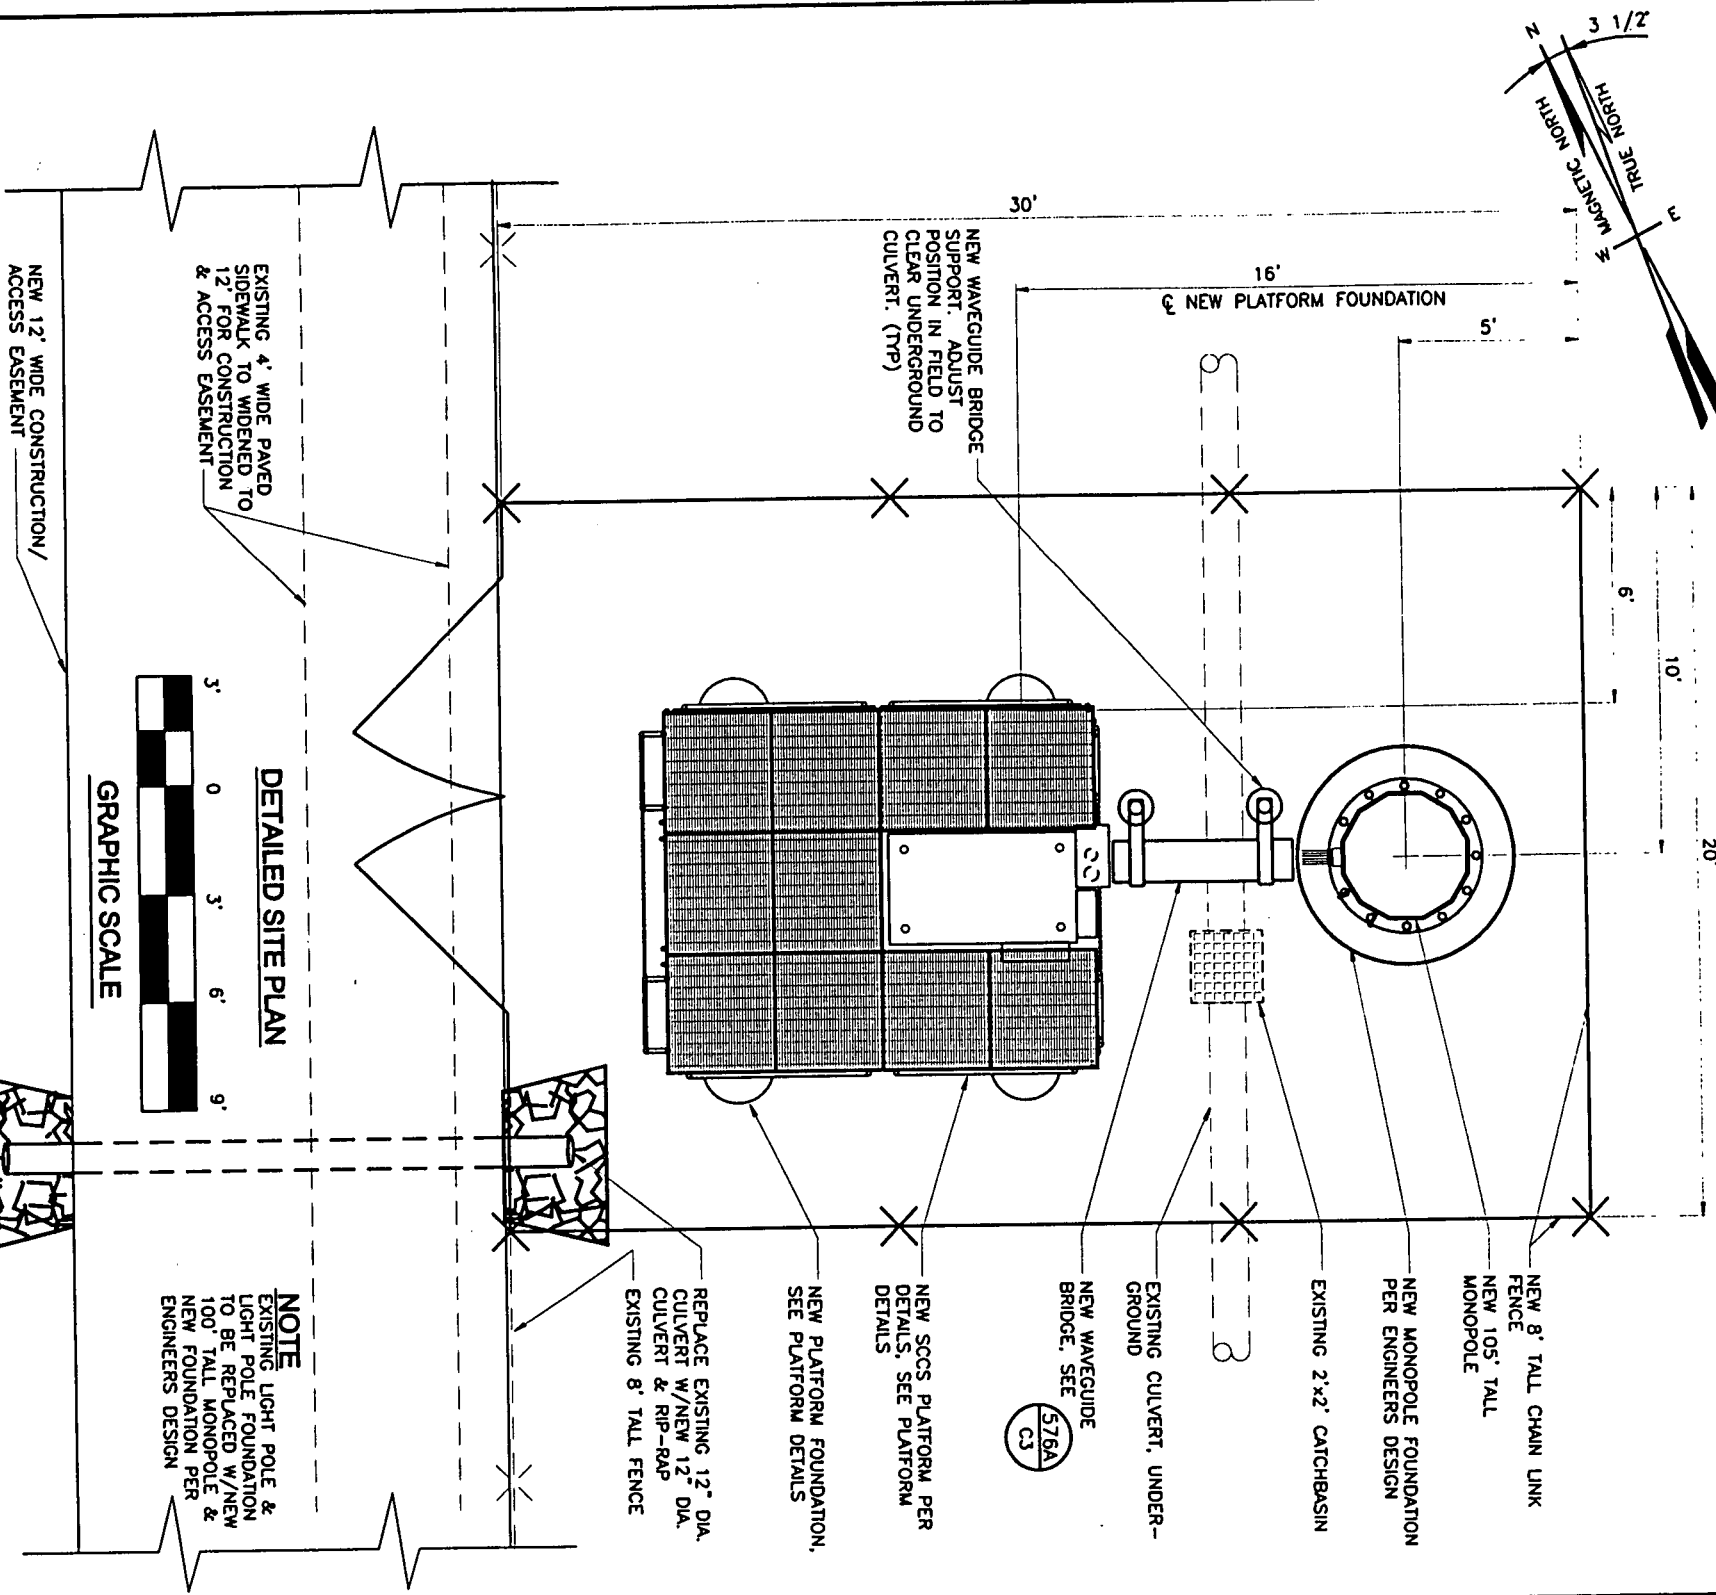 3 1/2°
N
TRUE NORTH
MAGNETIC NORTH
E
30'
16'
℄ NEW PLATFORM FOUNDATION
5'
6'
10'
20'
NEW WAVEGUIDE BRIDGE
SUPPORT. ADJUST
POSITION IN FIELD TO
CLEAR UNDERGROUND
CULVERT. (TYP)
EXISTING 4' WIDE PAVED
SIDEWALK TO WIDENED TO
12' FOR CONSTRUCTION
& ACCESS EASEMENT
NEW 12' WIDE CONSTRUCTION/
ACCESS EASEMENT
NEW 8' TALL CHAIN LINK
FENCE
NEW 105' TALL
MONOPOLE
NEW MONOPOLE FOUNDATION
PER ENGINEERS DESIGN
EXISTING 2'x2' CATCHBASIN
EXISTING CULVERT, UNDER-
GROUND
NEW WAVEGUIDE
BRIDGE, SEE
576A
C3
NEW SCCS PLATFORM PER
DETAILS, SEE PLATFORM
DETAILS
NEW PLATFORM FOUNDATION,
SEE PLATFORM DETAILS
REPLACE EXISTING 12" DIA.
CULVERT W/NEW 12" DIA.
CULVERT & RIP-RAP
EXISTING 8' TALL FENCE
DETAILED SITE PLAN
3' 0 3' 6' 9'
GRAPHIC SCALE
NOTE
EXISTING LIGHT POLE &
LIGHT POLE FOUNDATION
TO BE REPLACED W/NEW
100' TALL MONOPOLE &
NEW FOUNDATION PER
ENGINEERS DESIGN